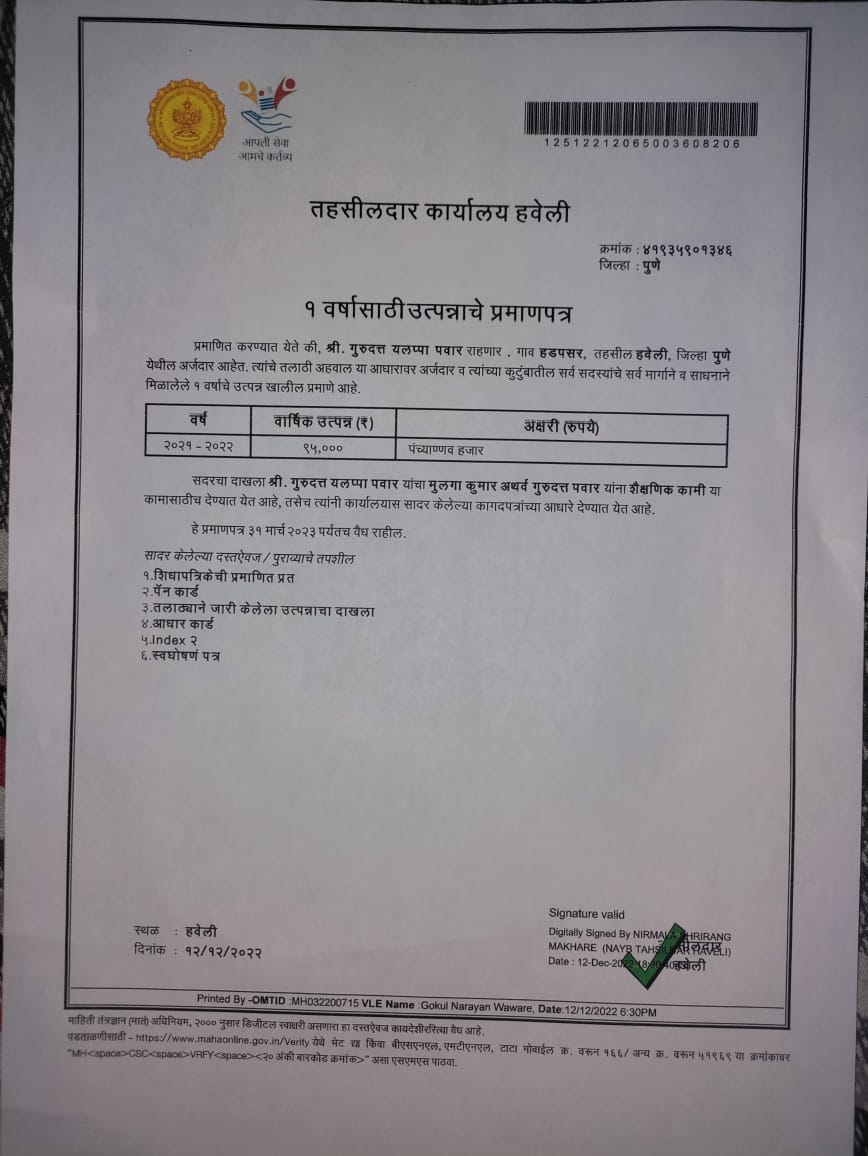 आपली सेवा
आमचे कर्तव्य
12512212065003608206
तहसीलदार कार्यालय हवेली
क्रमांक : ४१९३५९०१३४६
जिल्हा : पुणे
१ वर्षासाठी उत्पन्नाचे प्रमाणपत्र
प्रमाणित करण्यात येते की, श्री. गुरुदत्त यलप्पा पवार राहणार . गाव हडपसर, तहसील हवेली, जिल्हा पुणे
येथील अर्जदार आहेत. त्यांचे तलाठी अहवाल या आधारावर अर्जदार व त्यांच्या कुटुंबातील सर्व सदस्यांचे सर्व मार्गाने व साधनाने
मिळालेले १ वर्षाचे उत्पन्न खालील प्रमाणे आहे.
वर्ष वार्षिक उत्पन्न (₹) अक्षरी (रुपये)
२०२१ - २०२२ ९५,००० पंच्याण्णव हजार
सदरचा दाखला श्री. गुरुदत्त यलप्पा पवार यांचा मुलगा कुमार अथर्व गुरुदत्त पवार यांना शैक्षणिक कामी या
कामासाठीच देण्यात येत आहे, तसेच त्यांनी कार्यालयास सादर केलेल्या कागदपत्रांच्या आधारे देण्यात येत आहे.
हे प्रमाणपत्र ३१ मार्च २०२३ पर्यंतच वैध राहील.
सादर केलेल्या दस्तऐवज / पुराव्याचे तपशील
१.शिधापत्रिकेची प्रमाणित प्रत
२.पॅन कार्ड
३.तलाठ्याने जारी केलेला उत्पन्नाचा दाखला
४.आधार कार्ड
५.Index २
६.स्वघोषणं पत्र
स्थळ : हवेली
दिनांक : १२/१२/२०२२
Signature valid
Digitally Signed By NIRMALA SHRIRANG
MAKHARE (NAYB TAHSILDAR HAVELI)
Date : 12-Dec-2022
हवेली
Printed By -OMTID :MH032200715 VLE Name :Gokul Narayan Waware, Date:12/12/2022 6:30PM
माहिती तंत्रज्ञान (मातं) अधिनियम, २००० नुसार डिजीटल स्वाक्षरी असणारा हा दस्तऐवज कायदेशीररित्या वैध आहे.
पडताळणीसाठी - https://www.mahaonline.gov.in/Verify येथे भेट द्या किंवा बीएसएनएल, एमटीएनएल, टाटा मोबाईल क्र. वरून १६६/ अन्य क्र. वरून ५१९६९ या क्रमांकावर
"MH<space>CSC<space>VRFY<space><२० अंकी बारकोड क्रमांक>" असा एसएमएस पाठवा.